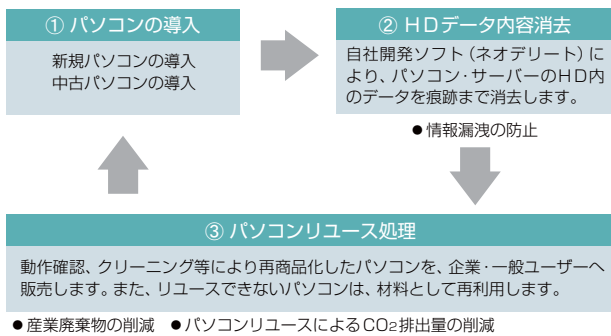 ① パソコンの導入
新規パソコンの導入
中古パソコンの導入
② HDデータ内容消去
自社開発ソフト（ネオデリート）に
より、パソコン・サーバーのHD内
のデータを痕跡まで消去します。
●情報漏洩の防止
③ パソコンリユース処理
動作確認、クリーニング等により再商品化したパソコンを、企業・一般ユーザーへ
販売します。また、リユースできないパソコンは、材料として再利用します。
●産業廃棄物の削減 ●パソコンリユースによるCO2排出量の削減